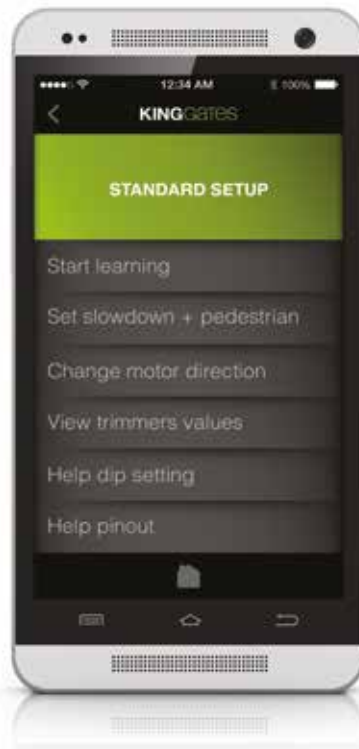 12:34 AM 100%
KINGGates
STANDARD SETUP
Start learning
Set slowdown + pedestrian
Change motor direction
View trimmers values
Help dip setting
Help pinout